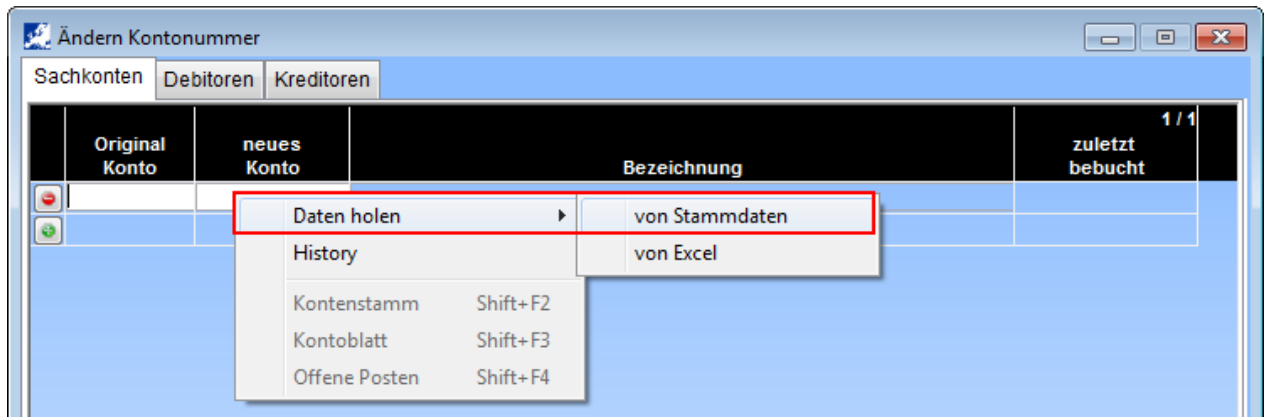 Ändern Kontonummer
Sachkonten Debitoren Kreditoren
1 / 1
Original Konto neues Konto Bezeichnung zuletzt bebucht
Daten holen von Stammdaten
History von Excel
Kontenstamm Shift+F2
Kontoblatt Shift+F3
Offene Posten Shift+F4